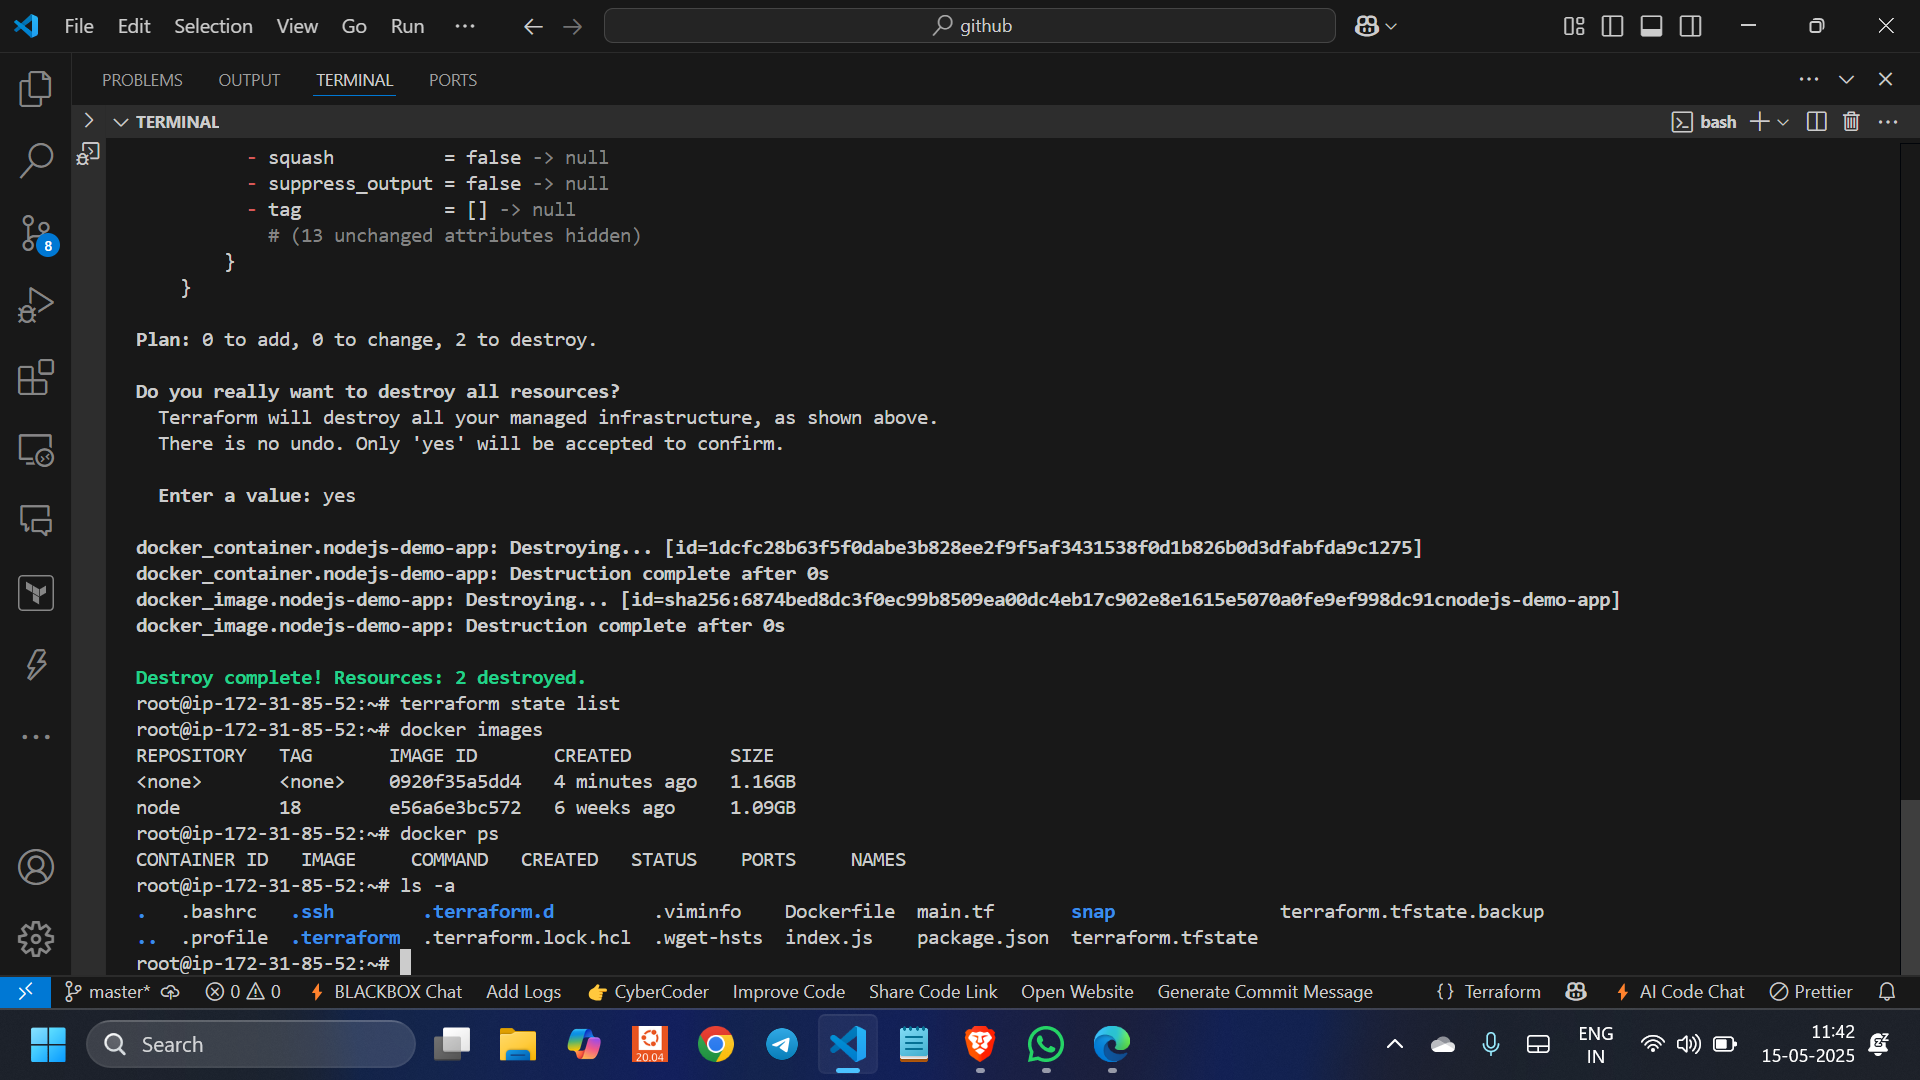 File Edit Selection View Go Run ... github
PROBLEMS OUTPUT TERMINAL PORTS
TERMINAL bash
- squash = false -> null
- suppress_output = false -> null
- tag = [] -> null
# (13 unchanged attributes hidden)
}
}
Plan: 0 to add, 0 to change, 2 to destroy.
Do you really want to destroy all resources?
Terraform will destroy all your managed infrastructure, as shown above.
There is no undo. Only 'yes' will be accepted to confirm.
Enter a value: yes
docker_container.nodejs-demo-app: Destroying... [id=1dcfc28b63f5f0dabe3b828ee2f9f5af3431538f0d1b826b0d3dfabfda9c1275]
docker_container.nodejs-demo-app: Destruction complete after 0s
docker_image.nodejs-demo-app: Destroying... [id=sha256:6874bed8dc3f0ec99b8509ea00dc4eb17c902e8e1615e5070a0fe9ef998dc91cnodejs-demo-app]
docker_image.nodejs-demo-app: Destruction complete after 0s
Destroy complete! Resources: 2 destroyed.
root@ip-172-31-85-52:~# terraform state list
root@ip-172-31-85-52:~# docker images
REPOSITORY TAG IMAGE ID CREATED SIZE
<none> <none> 0920f35a5dd4 4 minutes ago 1.16GB
node 18 e56a6e3bc572 6 weeks ago 1.09GB
root@ip-172-31-85-52:~# docker ps
CONTAINER ID IMAGE COMMAND CREATED STATUS PORTS NAMES
root@ip-172-31-85-52:~# ls -a
. .bashrc .ssh .terraform.d .viminfo Dockerfile main.tf snap terraform.tfstate.backup
.. .profile .terraform .terraform.lock.hcl .wget-hsts index.js package.json terraform.tfstate
root@ip-172-31-85-52:~#
8
master* 0 0 BLACKBOX Chat Add Logs CyberCoder Improve Code Share Code Link Open Website Generate Commit Message {} Terraform AI Code Chat Prettier
Search 20.04 ENG IN 11:42 15-05-2025